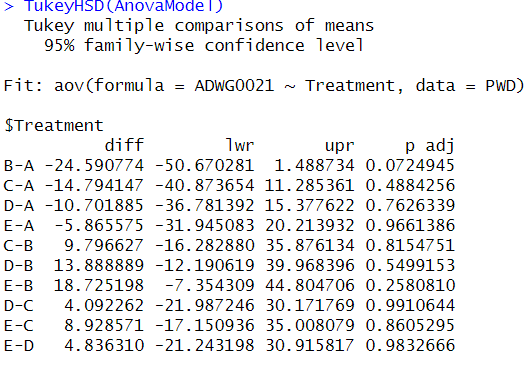 > TukeyHSD(AnovaModel)
  Tukey multiple comparisons of means
    95% family-wise confidence level

Fit: aov(formula = ADWG0021 ~ Treatment, data = PWD)

$Treatment
          diff        lwr       upr     p adj
B-A -24.590774 -50.670281  1.488734 0.0724945
C-A -14.794147 -40.873654 11.285361 0.4884256
D-A -10.701885 -36.781392 15.377622 0.7626339
E-A  -5.865575 -31.945083 20.213932 0.9661386
C-B   9.796627 -16.282880 35.876134 0.8154751
D-B  13.888889 -12.190619 39.968396 0.5499153
E-B  18.725198  -7.354309 44.804706 0.2580810
D-C   4.092262 -21.987246 30.171769 0.9910644
E-C   8.928571 -17.150936 35.008079 0.8605295
E-D   4.836310 -21.243198 30.915817 0.9832666